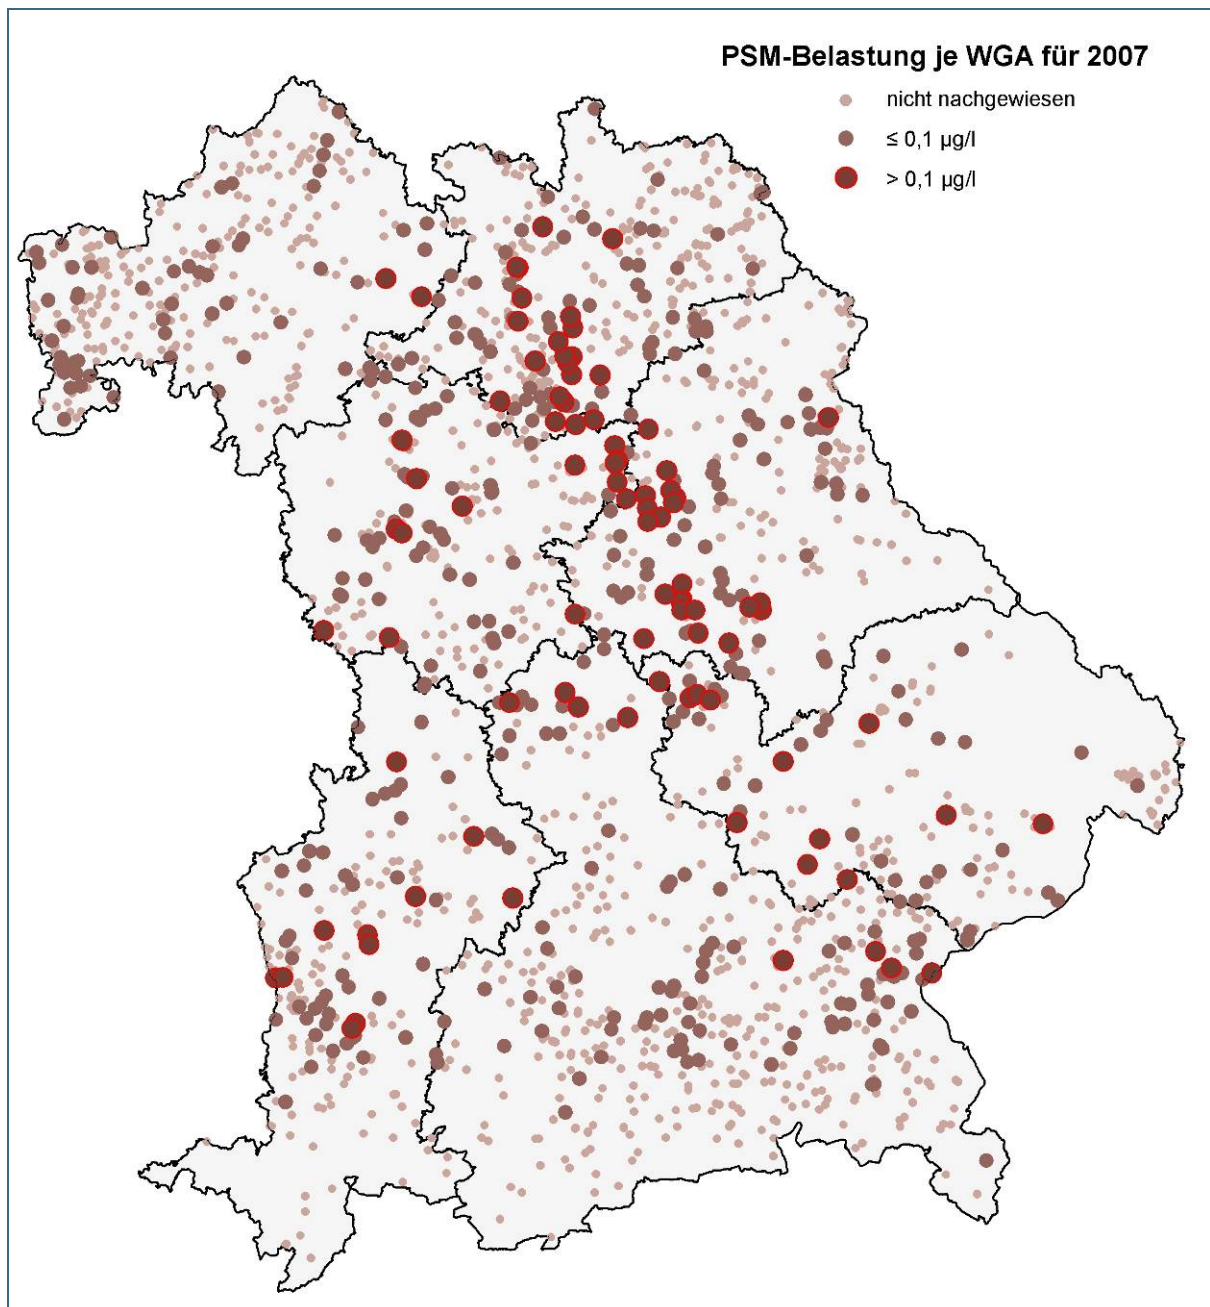 PSM-Belastung je WGA für 2007
nicht nachgewiesen
≤ 0,1 µg/l
> 0,1 µg/l